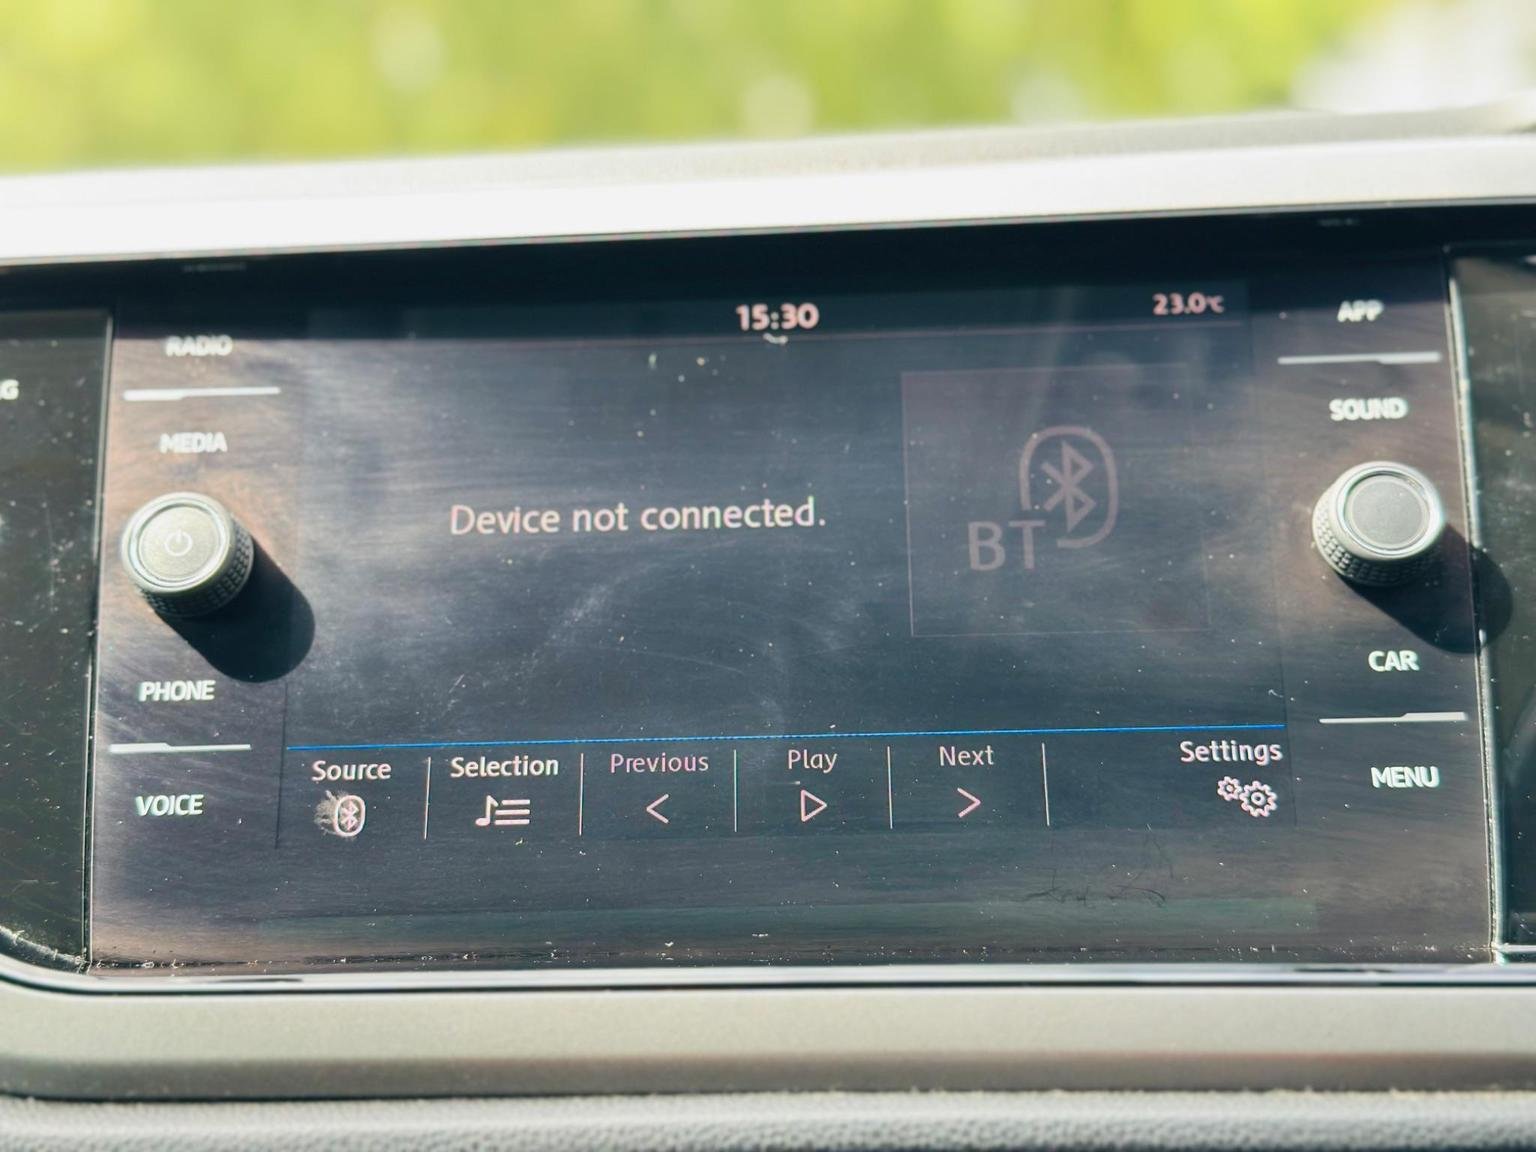 15:30
23.0°C
RADIO
MEDIA
PHONE
VOICE
Device not connected.
BT
APP
SOUND
CAR
MENU
Source
Selection
Previous
Play
Next
Settings